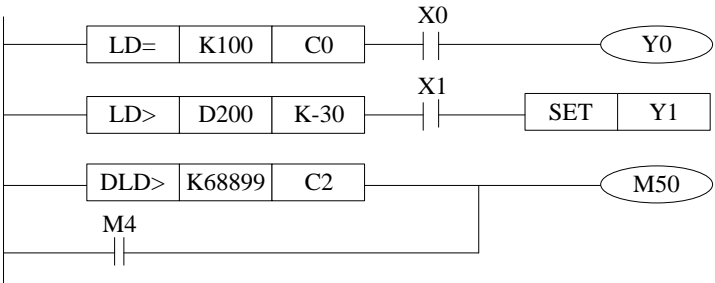 X0
LD= K100 C0 Y0
X1
LD> D200 K-30 SET Y1
DLD> K68899 C2 M50
M4